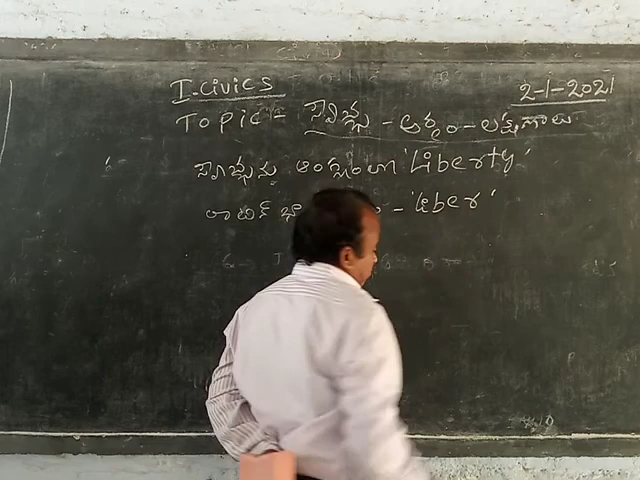 I-CIVICS 2-1-2021
Topic - స్వేచ్ఛ - అర్థం - లక్షణాలు
స్వేచ్ఛను ఆంగ్లంలో 'Liberty'
లాటిన్ - 'Liber'